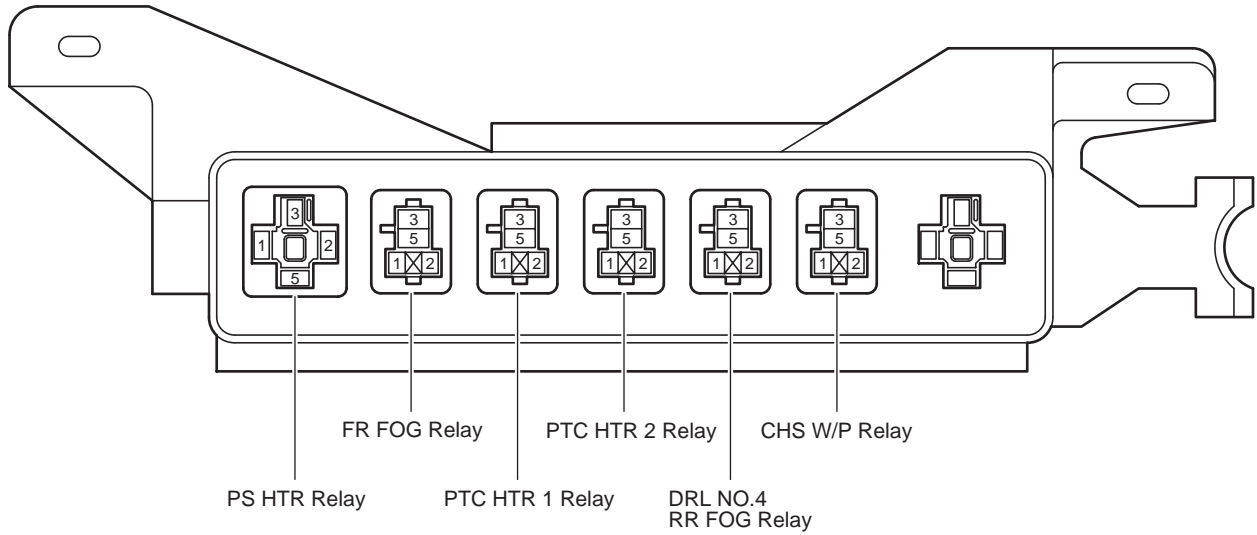 3
1 2
5
3
5
1 2
3
5
1 2
3
5
1 2
3
5
1 2
3
5
1 2
FR FOG Relay
PTC HTR 2 Relay
CHS W/P Relay
PS HTR Relay
PTC HTR 1 Relay
DRL NO.4
RR FOG Relay